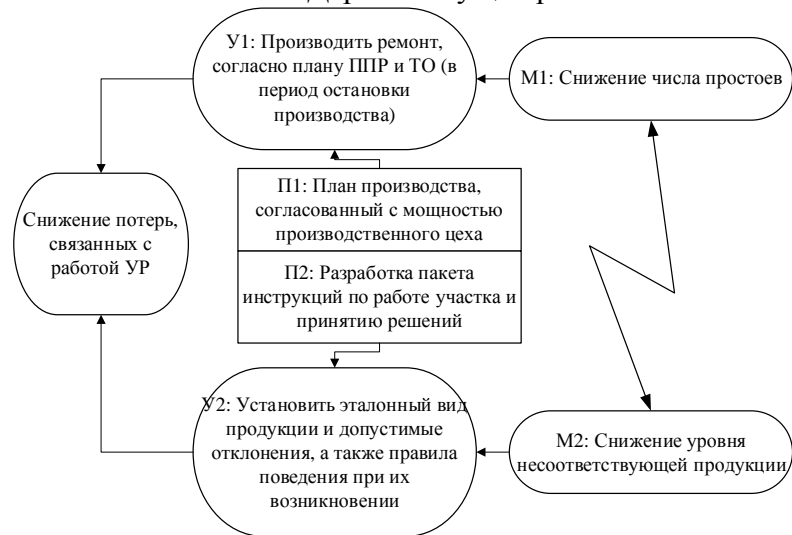 У1: Производить ремонт,
согласно плану ППР и ТО (в
период остановки
производства)
М1: Снижение числа простоев
П1: План производства,
согласованный с мощностью
производственного цеха
Снижение потерь,
связанных с
работой УР
П2: Разработка пакета
инструкций по работе участка и
принятию решений
У2: Установить эталонный вид
продукции и допустимые
отклонения, а также правила
поведения при их
возникновении
М2: Снижение уровня
несоответствующей продукции